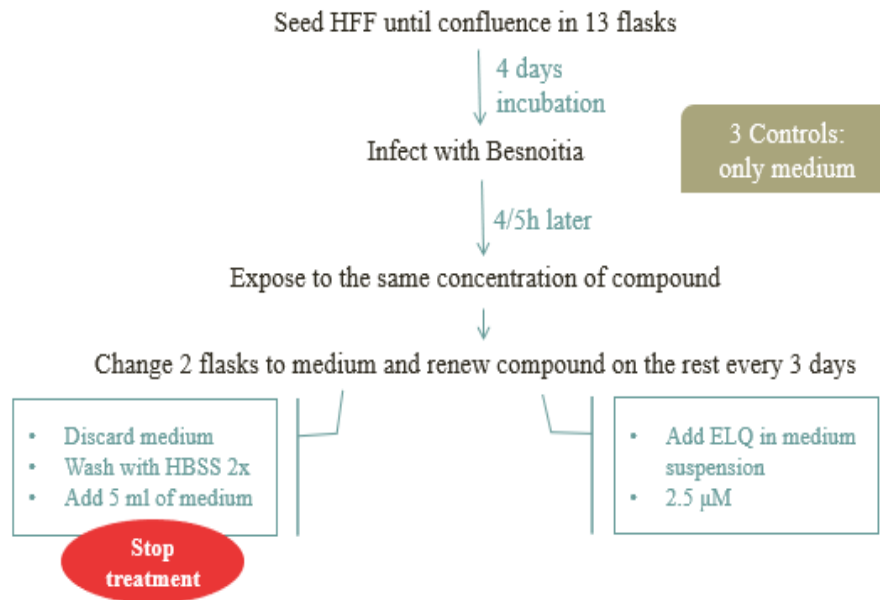 Seed HFF until confluence in 13 flasks
4 days
incubation
3 Controls:
only medium
Infect with Besnoitia
4/5h later
Expose to the same concentration of compound
Change 2 flasks to medium and renew compound on the rest every 3 days
• Discard medium
• Wash with HBSS 2x
• Add 5 ml of medium
• Add ELQ in medium
suspension
• 2.5 μM
Stop
treatment